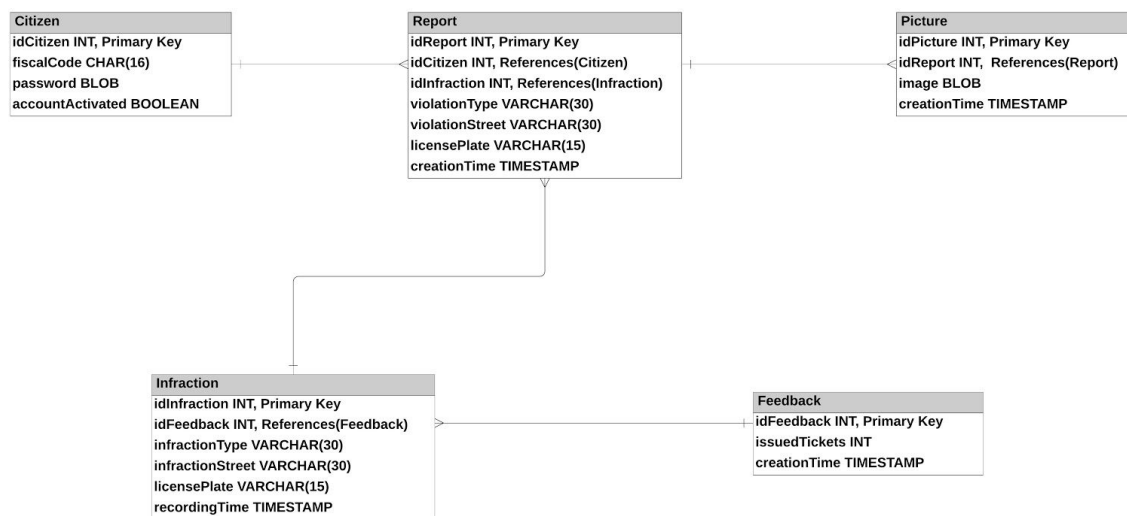 Citizen
idCitizen INT, Primary Key
fiscalCode CHAR(16)
password BLOB
accountActivated BOOLEAN
Report
idReport INT, Primary Key
idCitizen INT, References(Citizen)
idInfraction INT, References(Infraction)
violationType VARCHAR(30)
violationStreet VARCHAR(30)
licensePlate VARCHAR(15)
creationTime TIMESTAMP
Picture
idPicture INT, Primary Key
idReport INT, References(Report)
image BLOB
creationTime TIMESTAMP
Infraction
idInfraction INT, Primary Key
idFeedback INT, References(Feedback)
infractionType VARCHAR(30)
infractionStreet VARCHAR(30)
licensePlate VARCHAR(15)
recordingTime TIMESTAMP
Feedback
idFeedback INT, Primary Key
issuedTickets INT
creationTime TIMESTAMP